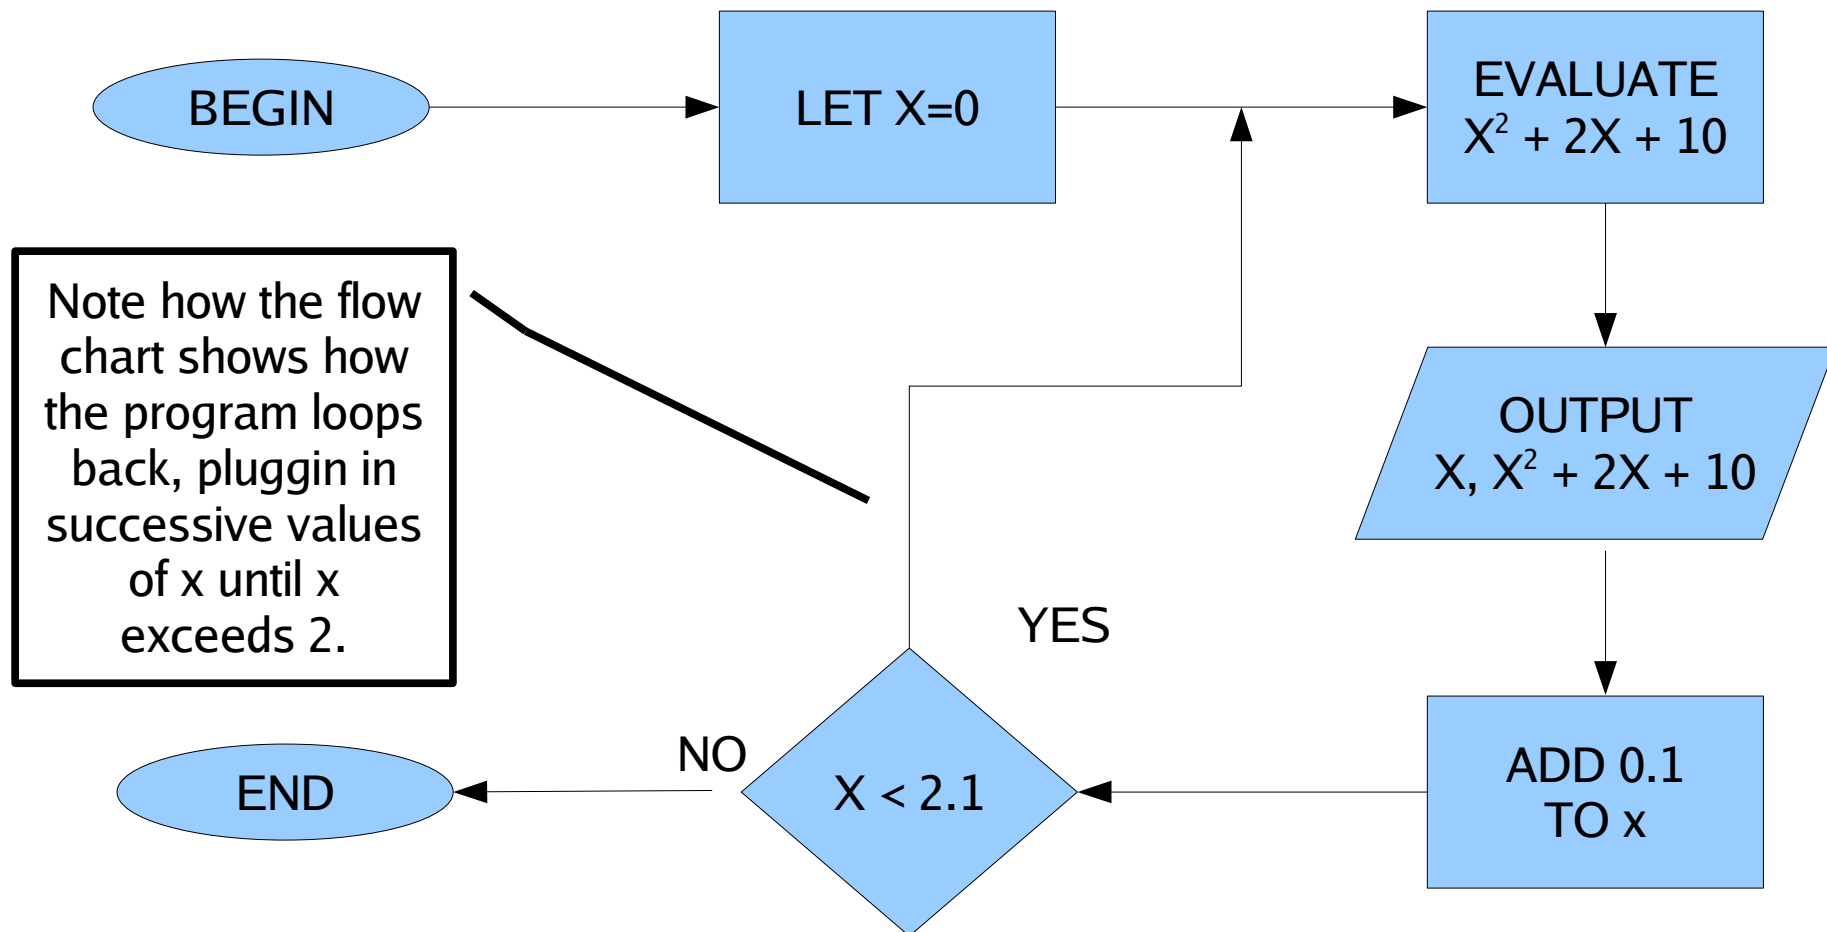 BEGIN
LET X=0
EVALUATE
X² + 2X + 10
OUTPUT
X, X² + 2X + 10
ADD 0.1
TO x
X < 2.1
YES
NO
END
Note how the flow
chart shows how
the program loops
back, pluggin in
successive values
of x until x
exceeds 2.